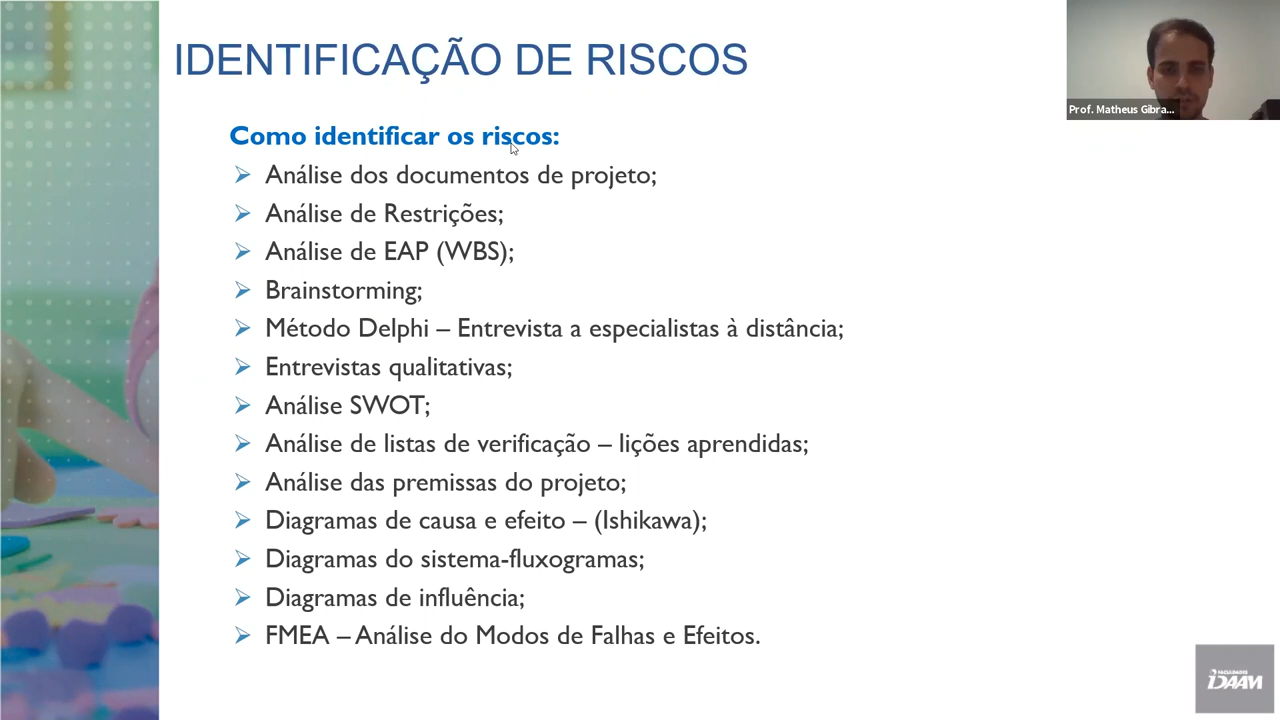 IDENTIFICAÇÃO DE RISCOS
Prof. Matheus Gibra...
Como identificar os riscos:
Análise dos documentos de projeto;
Análise de Restrições;
Análise de EAP (WBS);
Brainstorming;
Método Delphi – Entrevista a especialistas à distância;
Entrevistas qualitativas;
Análise SWOT;
Análise de listas de verificação – lições aprendidas;
Análise das premissas do projeto;
Diagramas de causa e efeito – (Ishikawa);
Diagramas do sistema-fluxogramas;
Diagramas de influência;
FMEA – Análise do Modos de Falhas e Efeitos.
FACULDADES
IDAAM